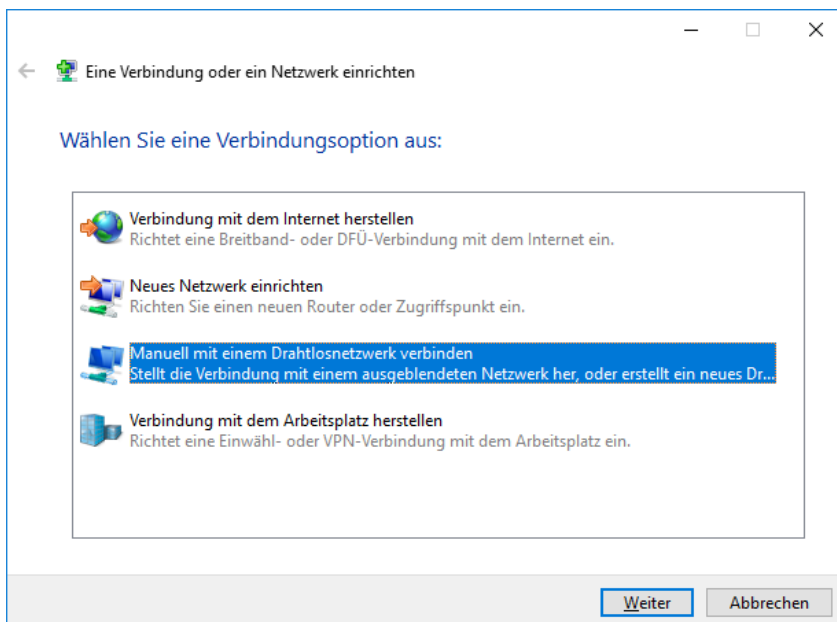 Eine Verbindung oder ein Netzwerk einrichten
Wählen Sie eine Verbindungsoption aus:
Verbindung mit dem Internet herstellen
Richtet eine Breitband- oder DFÜ-Verbindung mit dem Internet ein.
Neues Netzwerk einrichten
Richten Sie einen neuen Router oder Zugriffspunkt ein.
Manuell mit einem Drahtlosnetzwerk verbinden
Stellt die Verbindung mit einem ausgeblendeten Netzwerk her, oder erstellt ein neues Dr...
Verbindung mit dem Arbeitsplatz herstellen
Richtet eine Einwähl- oder VPN-Verbindung mit dem Arbeitsplatz ein.
Weiter Abbrechen